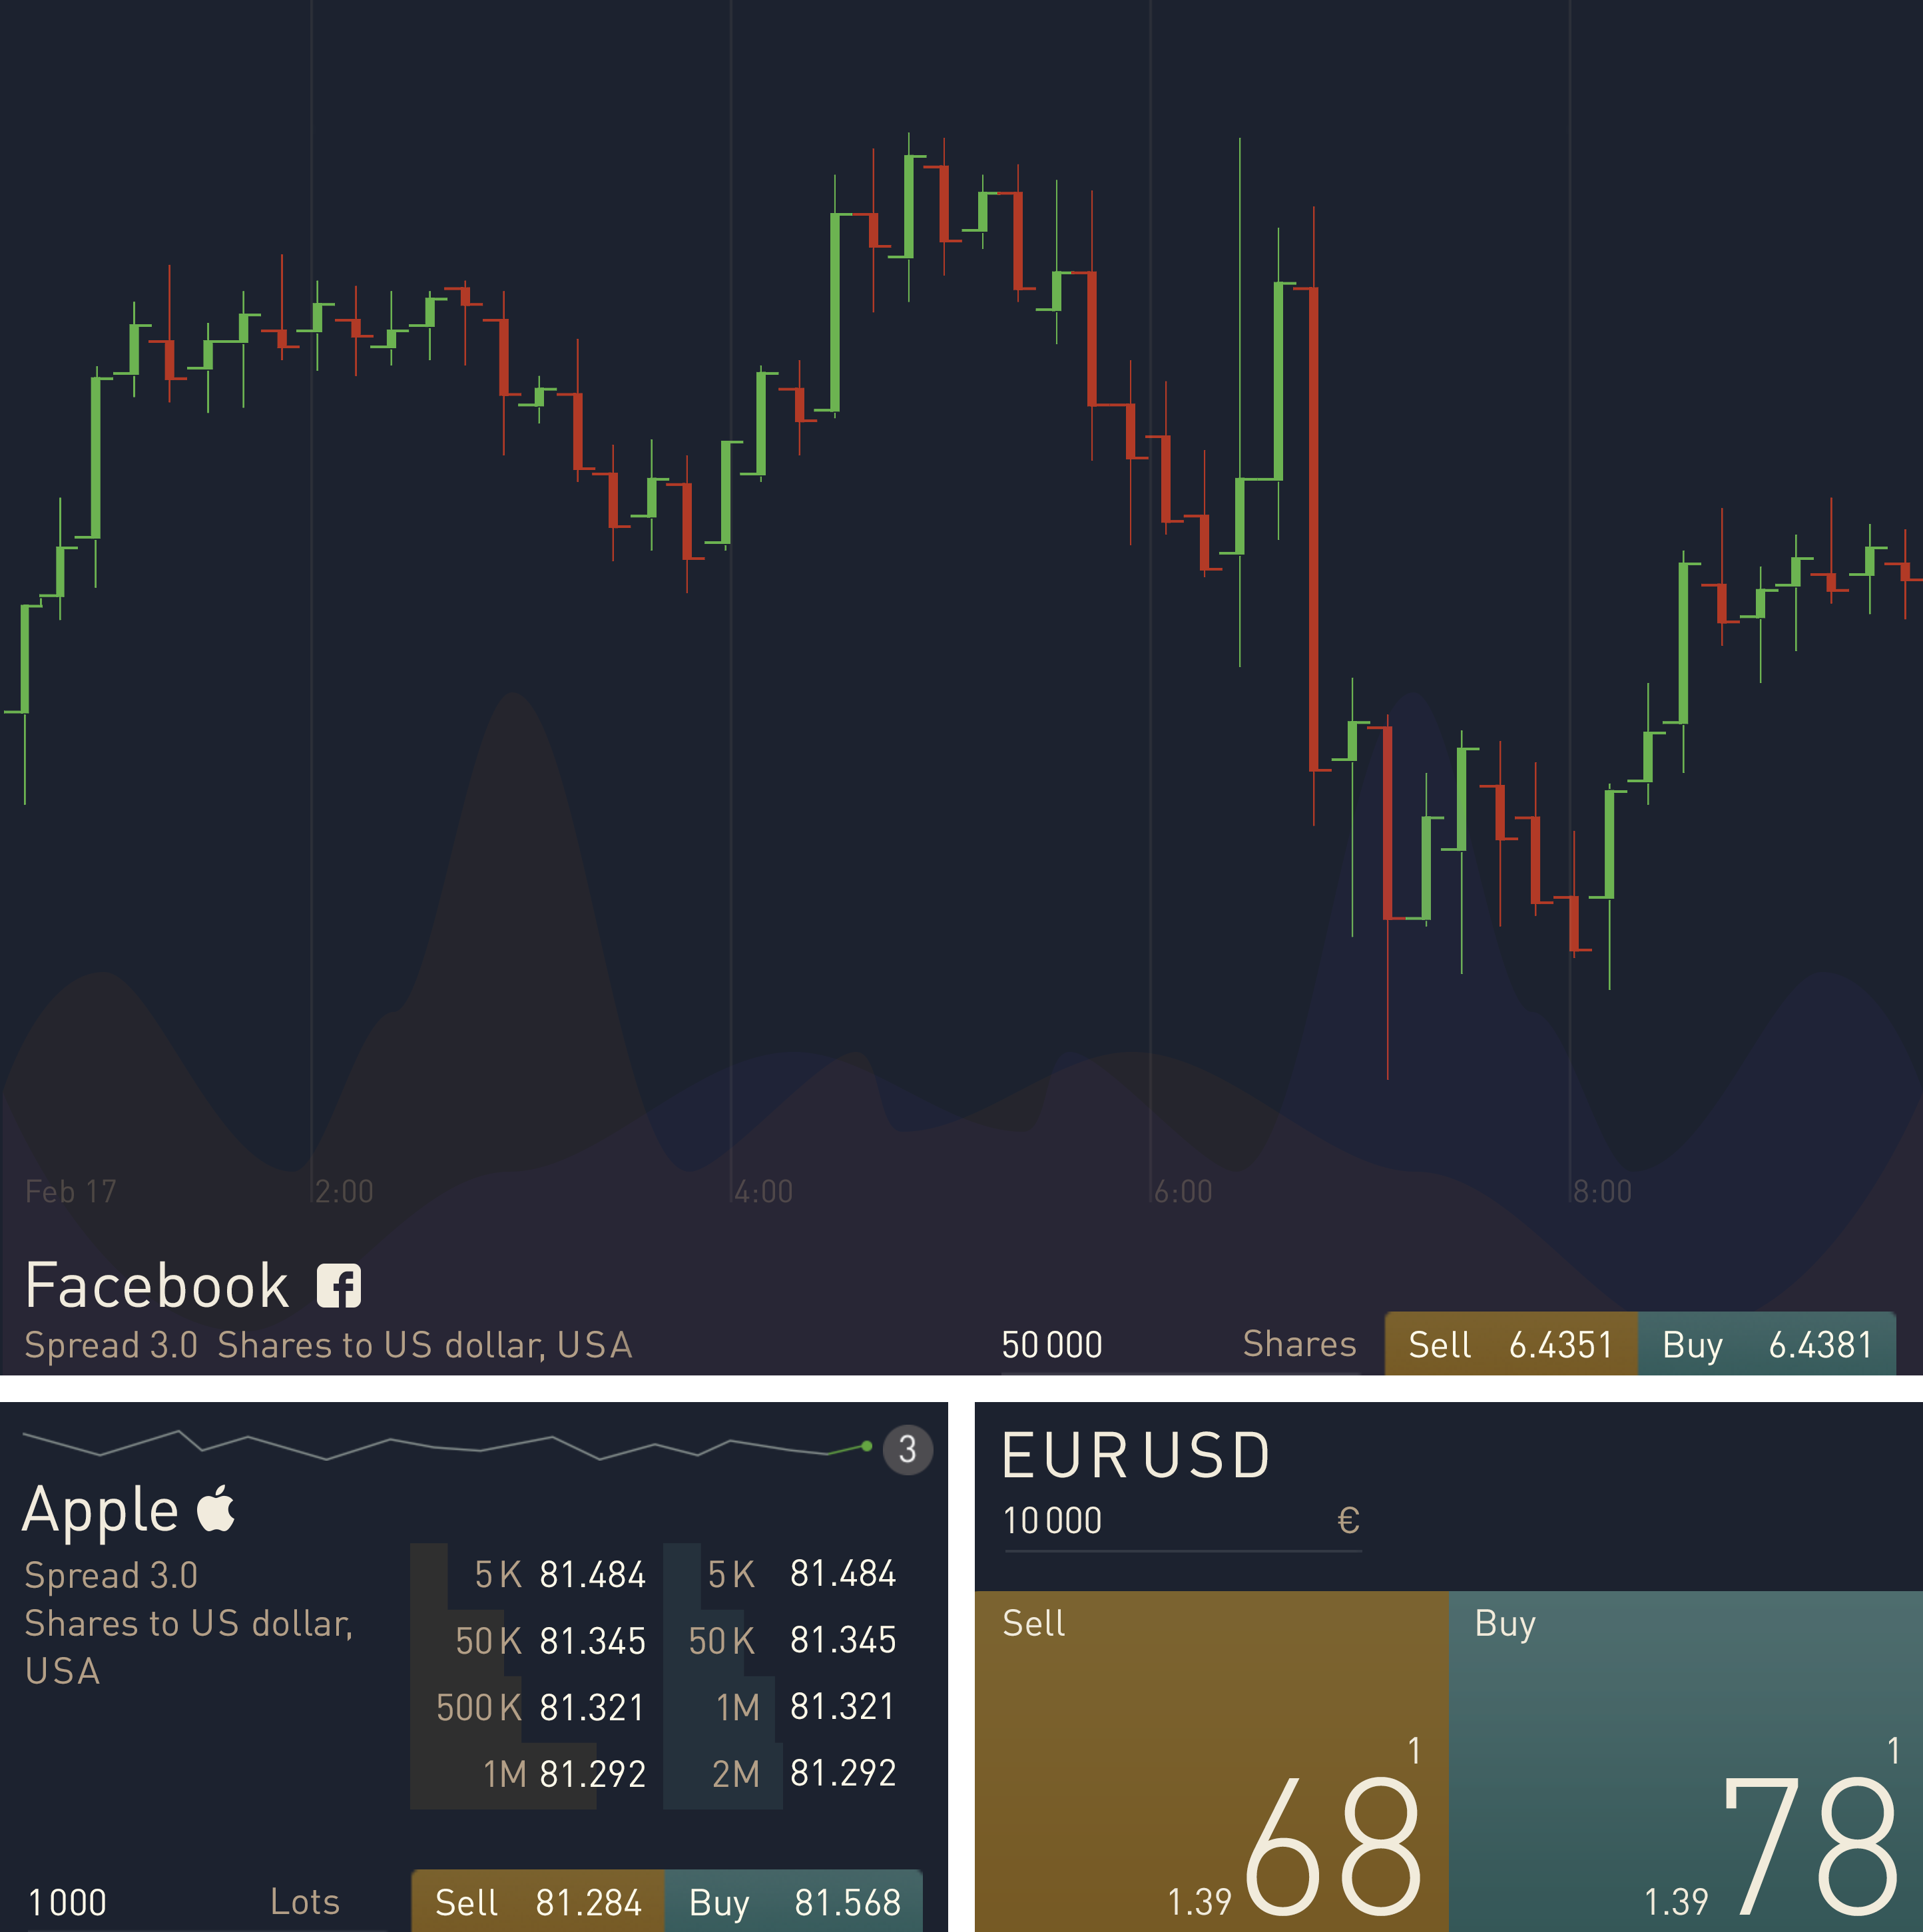 Feb 17 2:00 4:00 6:00 8:00
Facebook
Spread 3.0 Shares to US dollar, USA
50 000 Shares Sell 6.4351 Buy 6.4381
3
Apple
Spread 3.0
Shares to US dollar,
USA
5 K 81.484 5 K 81.484
50 K 81.345 50 K 81.345
500 K 81.321 1M 81.321
1M 81.292 2M 81.292
1 000 Lots Sell 81.284 Buy 81.568
EUR USD
10 000 €
Sell Buy
1 1
1.39 68 1.39 78